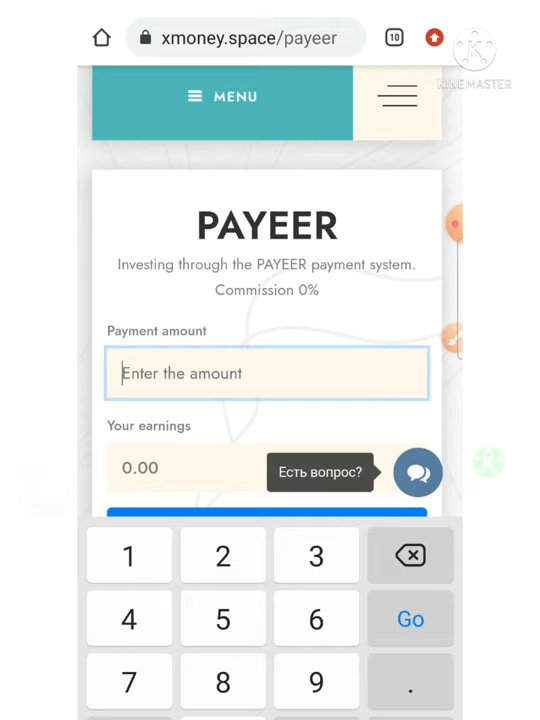 xmoney.space/payeer
10
KINEMASTER
MENU
PAYEER
Investing through the PAYEER payment system.
Commission 0%
Payment amount
Enter the amount
Your earnings
0.00
Есть вопрос?
1 2 3
4 5 6 Go
7 8 9 .